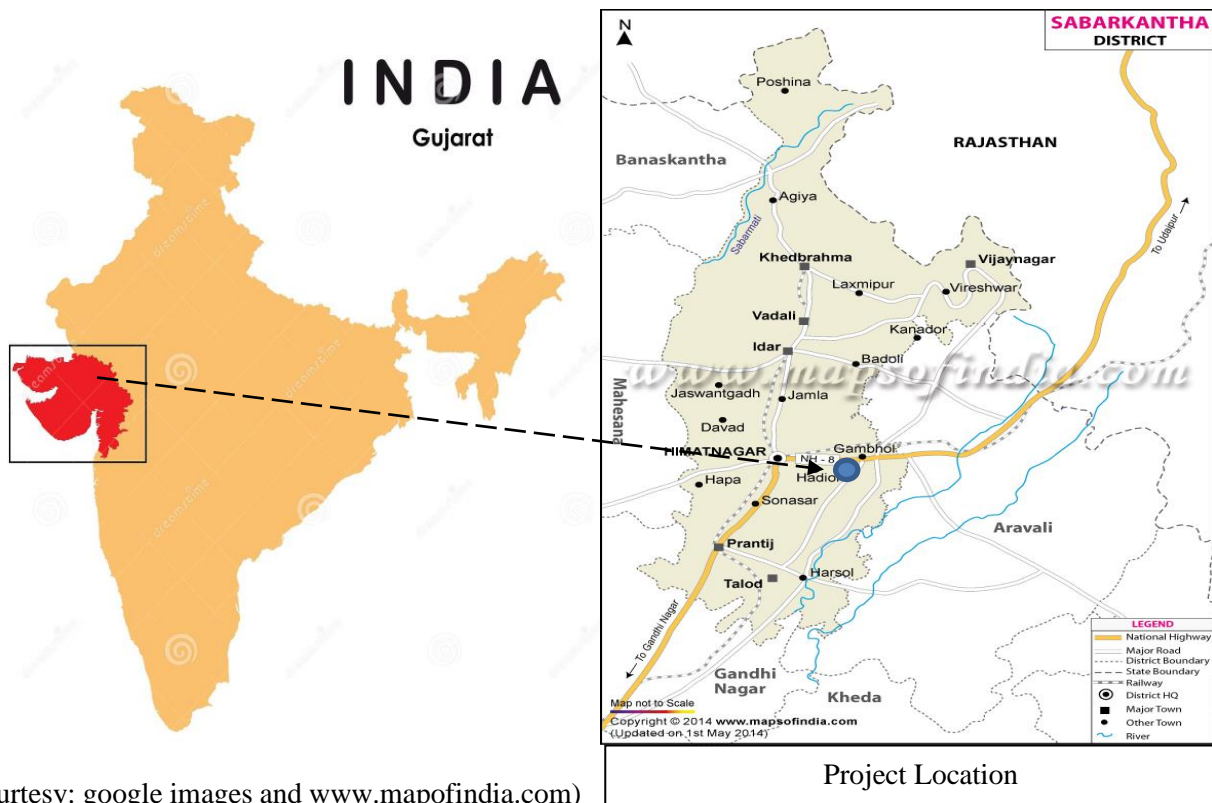 INDIA
Gujarat
N
SABARKANTHA
DISTRICT
Poshina
RAJASTHAN
Banaskantha
Agiya
Sabarmati
To Udaipur
Khedbrahma
Vijaynagar
Laxmipur
Vireshwar
Vadali
Kanador
Idar
Badoli
www.mapsofindia.com
Mahesana
Jaswantgadh
Jamla
Davad
HIMATNAGAR
NH - 8
Gambhoi
Hapa
Hadiol
Sonasar
Aravali
Prantij
Talod
Harsol
To Gandhi Nagar
Gandhi
Nagar
Kheda
LEGEND
National Highway
Major Road
District Boundary
State Boundary
Railway
District HQ
Major Town
Other Town
River
Map not to Scale
Copyright © 2014 www.mapsofindia.com
(Updated on 1st May 2014)
Project Location
urtesy: google images and www.mapofindia.com)